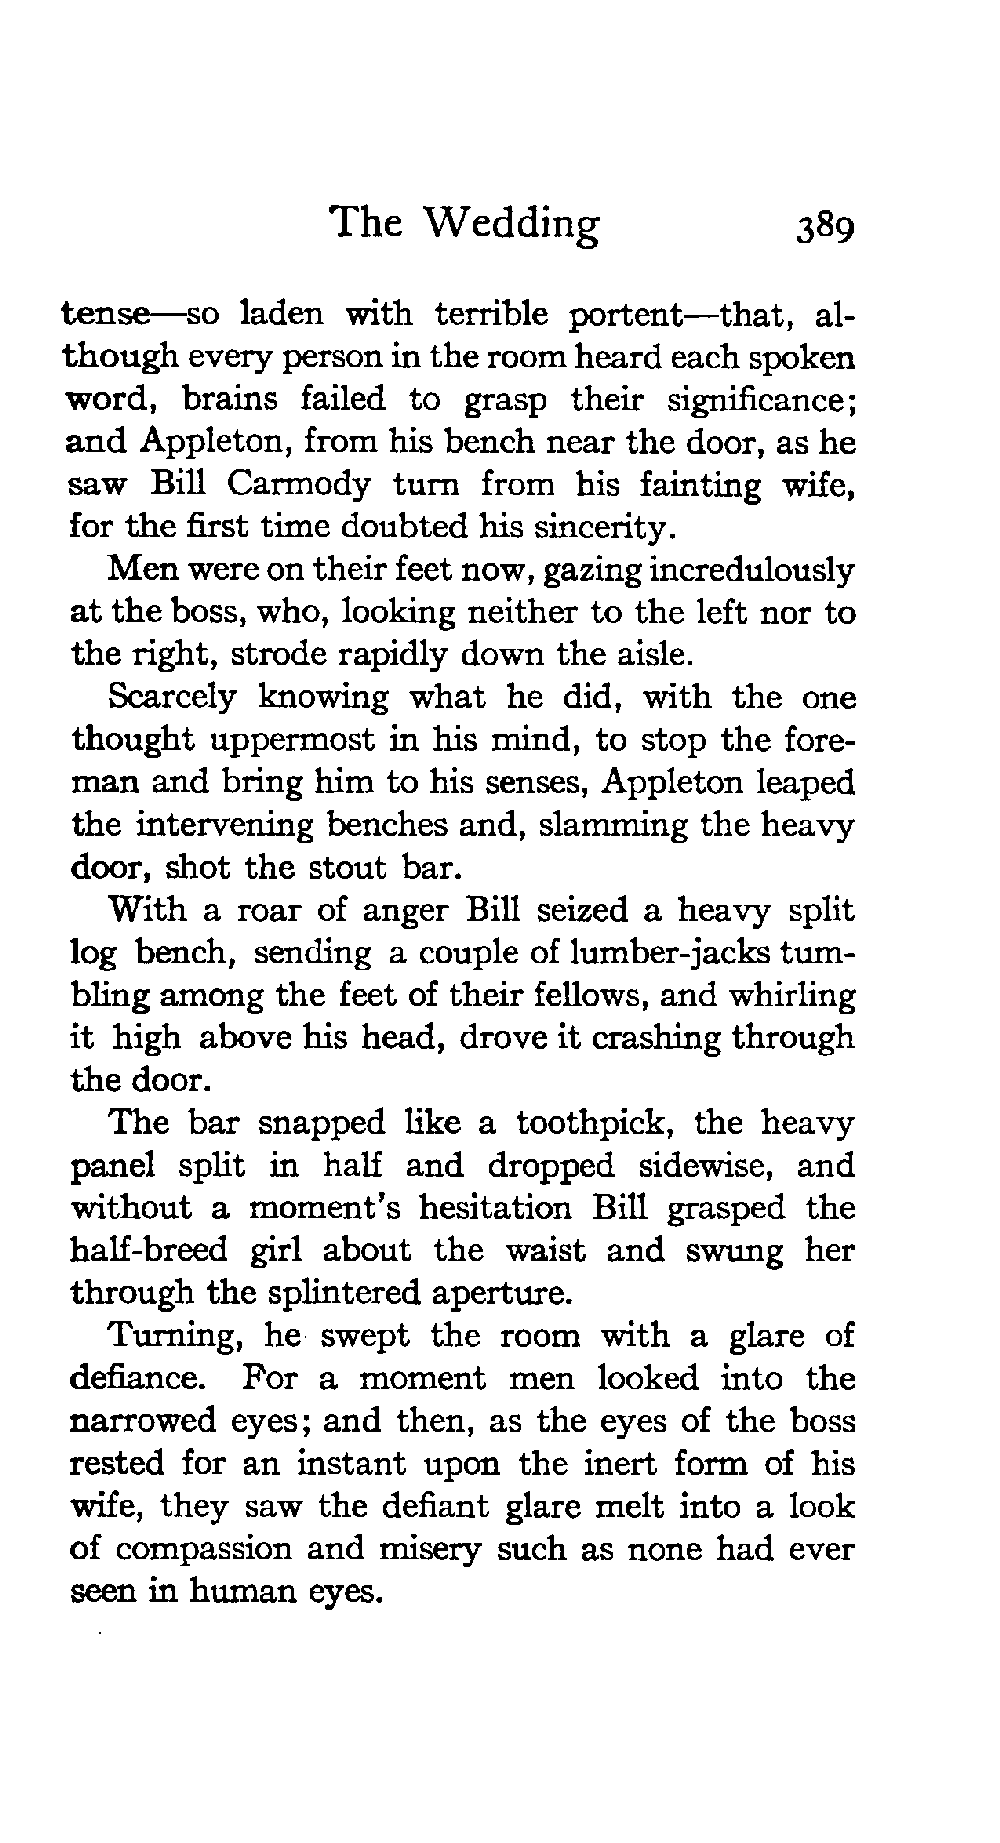 The Wedding 389
tense—so laden with terrible portent—that, al-
though every person in the room heard each spoken
word, brains failed to grasp their significance;
and Appleton, from his bench near the door, as he
saw Bill Carmody turn from his fainting wife,
for the first time doubted his sincerity.
Men were on their feet now, gazing incredulously
at the boss, who, looking neither to the left nor to
the right, strode rapidly down the aisle.
Scarcely knowing what he did, with the one
thought uppermost in his mind, to stop the fore-
man and bring him to his senses, Appleton leaped
the intervening benches and, slamming the heavy
door, shot the stout bar.
With a roar of anger Bill seized a heavy split
log bench, sending a couple of lumber-jacks tum-
bling among the feet of their fellows, and whirling
it high above his head, drove it crashing through
the door.
The bar snapped like a toothpick, the heavy
panel split in half and dropped sidewise, and
without a moment's hesitation Bill grasped the
half-breed girl about the waist and swung her
through the splintered aperture.
Turning, he swept the room with a glare of
defiance. For a moment men looked into the
narrowed eyes; and then, as the eyes of the boss
rested for an instant upon the inert form of his
wife, they saw the defiant glare melt into a look
of compassion and misery such as none had ever
seen in human eyes.